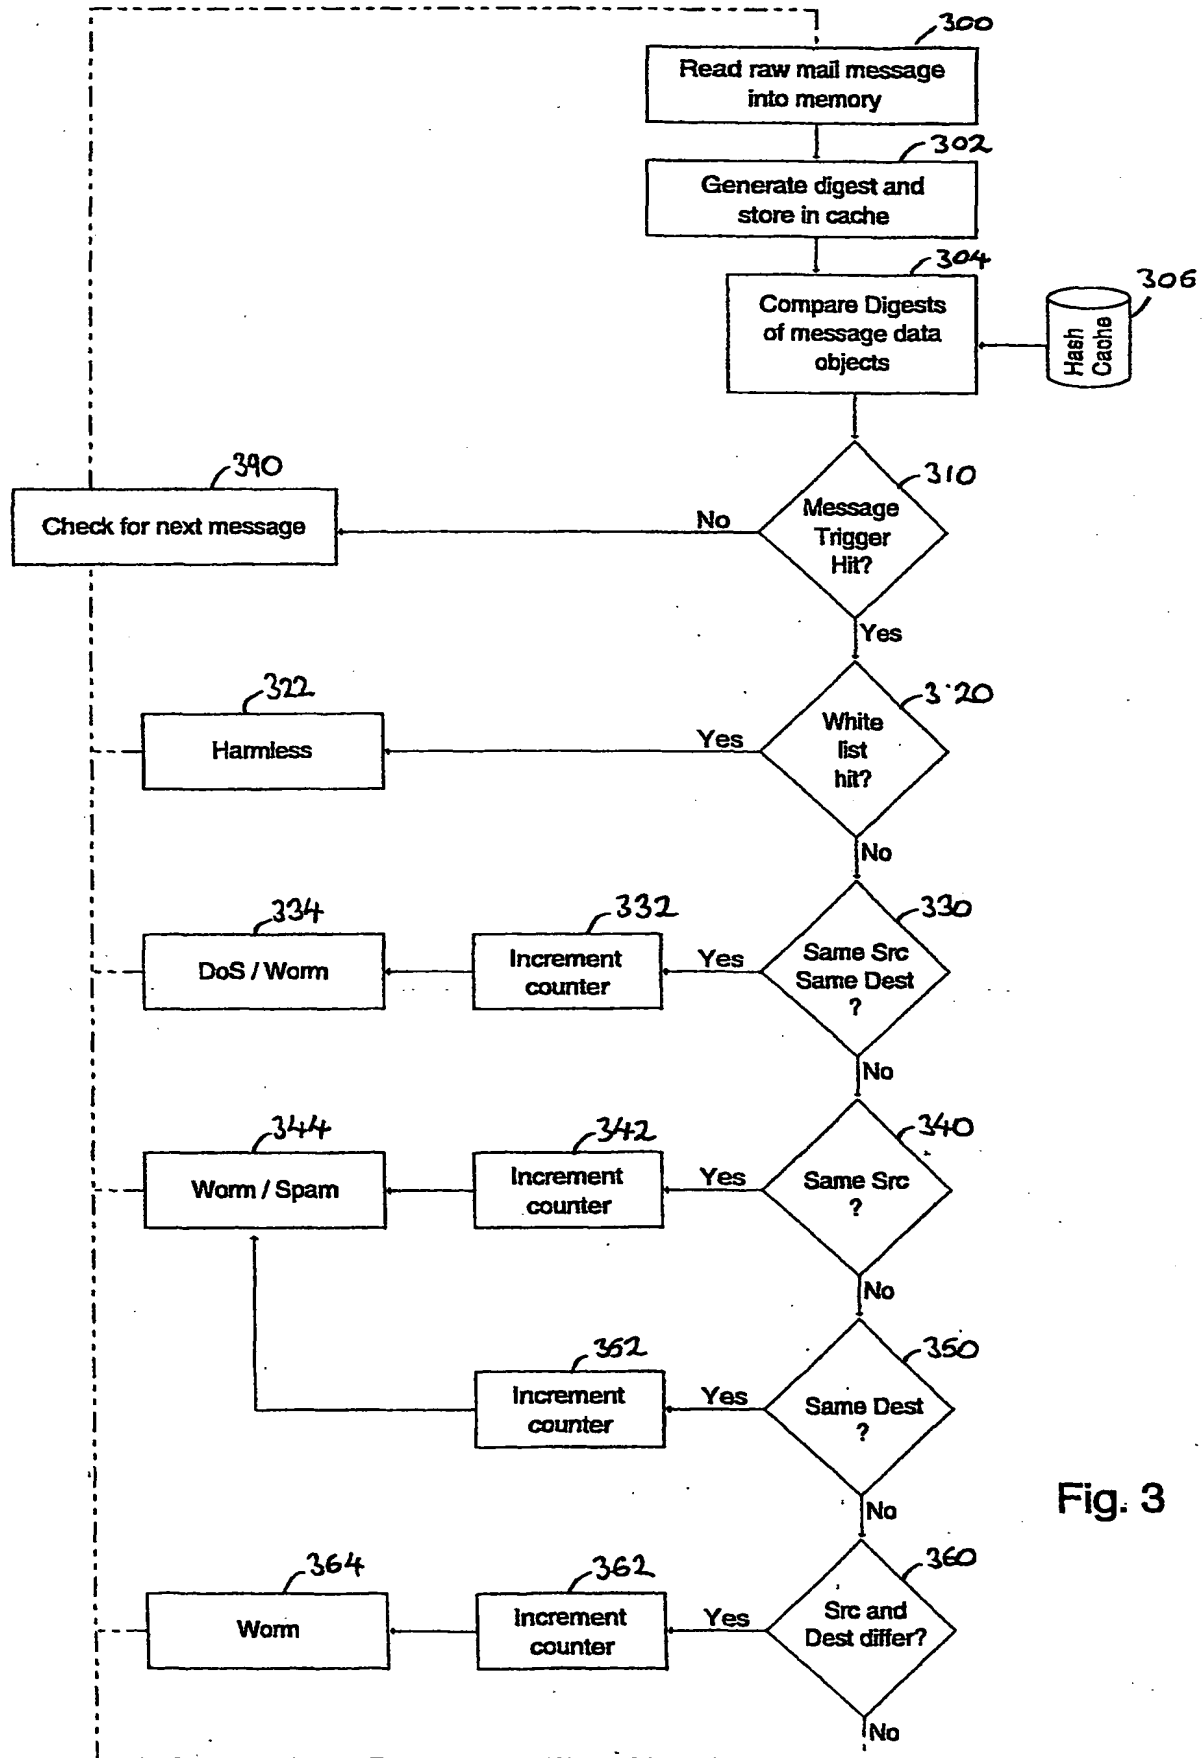 300
Read raw mail message
into memory
302
Generate digest and
store in cache
304
306
Compare Digests
of message data
objects
Hash
Cache
390
310
Check for next message
No
Message
Trigger
Hit?
Yes
322
3'20
Harmless
Yes
White
list
hit?
No
334
332
330
DoS / Worm
Increment
counter
Yes
Same Src
Same Dest
?
No
344
342
340
Worm / Spam
Increment
counter
Yes
Same Src
?
No
352
350
Increment
counter
Yes
Same Dest
?
No
Fig. 3
364
362
360
Worm
Increment
counter
Yes
Src and
Dest differ?
No